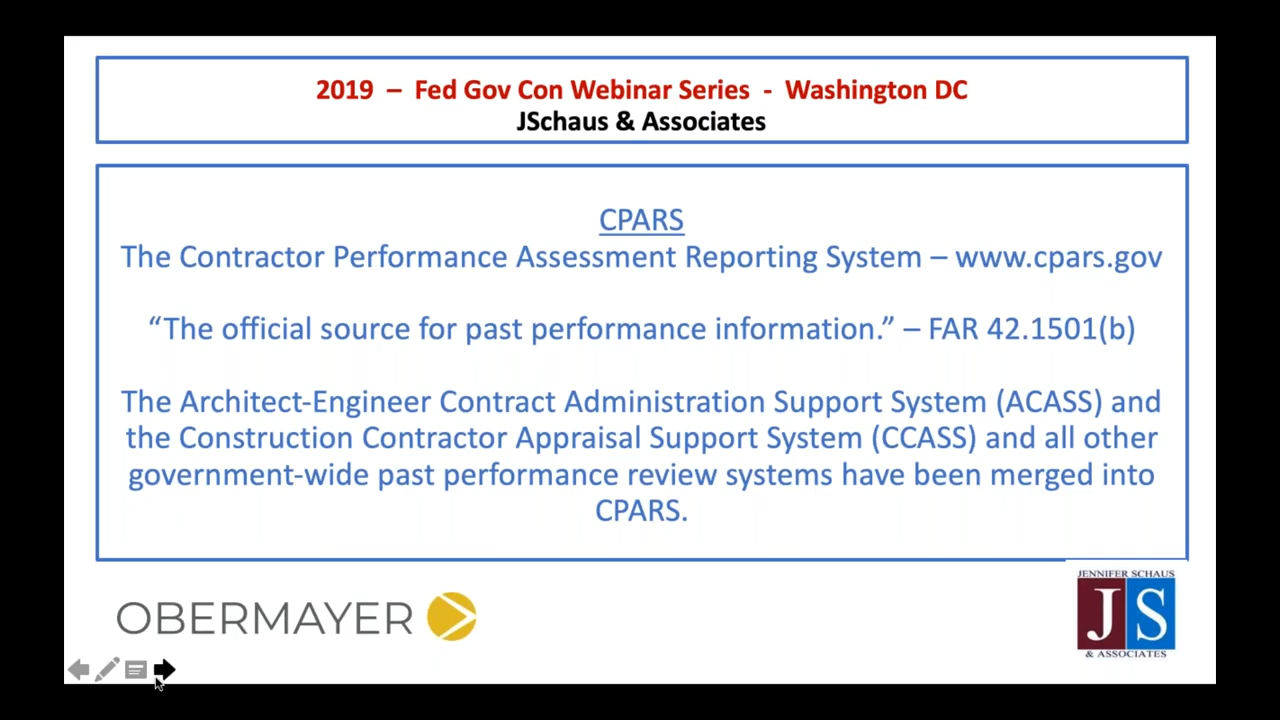 2019 – Fed Gov Con Webinar Series - Washington DC
JSchaus & Associates
CPARS
The Contractor Performance Assessment Reporting System – www.cpars.gov
“The official source for past performance information.” – FAR 42.1501(b)
The Architect-Engineer Contract Administration Support System (ACASS) and
the Construction Contractor Appraisal Support System (CCASS) and all other
government-wide past performance review systems have been merged into
CPARS.
OBERMAYER
JENNIFER SCHAUS
JS
& ASSOCIATES